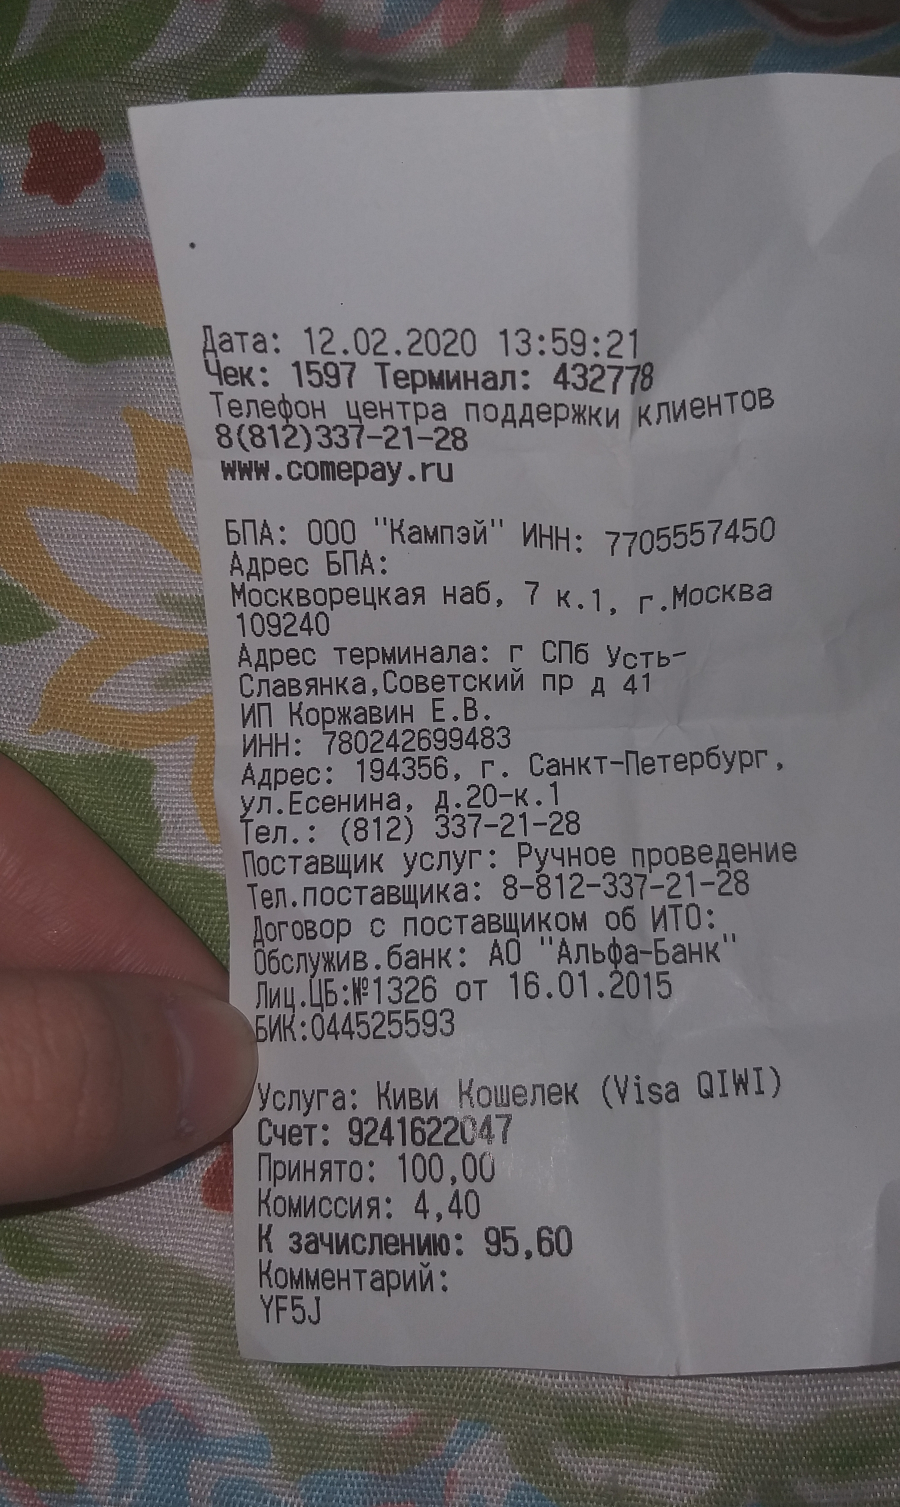 Дата: 12.02.2020 13:59:21
Чек: 1597 Терминал: 432778
Телефон центра поддержки клиентов
8(812)337-21-28
www.comepay.ru
БПА: ООО "Кампэй" ИНН: 7705557450
Адрес БПА:
Москворецкая наб, 7 к.1, г.Москва
109240
Адрес терминала: г СПб Усть-
Славянка,Советский пр д 41
ИП Коржавин Е.В.
ИНН: 780242699483
Адрес: 194356, г. Санкт-Петербург,
ул.Есенина, д.20-к.1
Тел.: (812) 337-21-28
Поставщик услуг: Ручное проведение
Тел.поставщика: 8-812-337-21-28
Договор с поставщиком об ИТО:
Обслужив.банк: АО "Альфа-Банк"
Лиц.ЦБ:№1326 от 16.01.2015
БИК:044525593
Услуга: Киви Кошелек (Visa QIWI)
Счет: 9241622047
Принято: 100,00
Комиссия: 4,40
К зачислению: 95,60
Комментарий:
YF5J